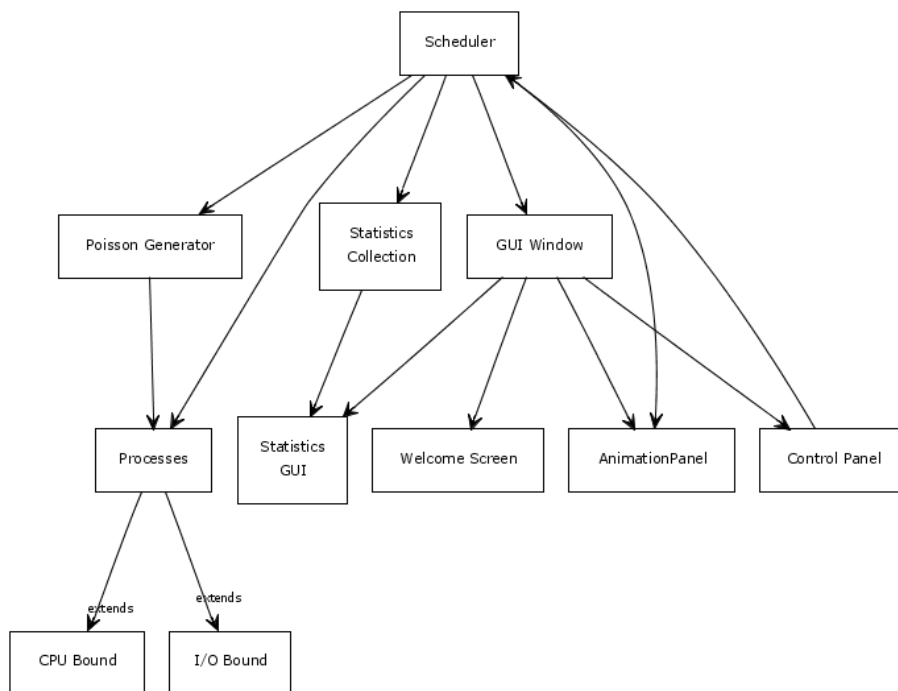 Scheduler
Poisson Generator
Statistics
Collection
GUI Window
Processes
Statistics
GUI
Welcome Screen
AnimationPanel
Control Panel
extends
extends
CPU Bound
I/O Bound